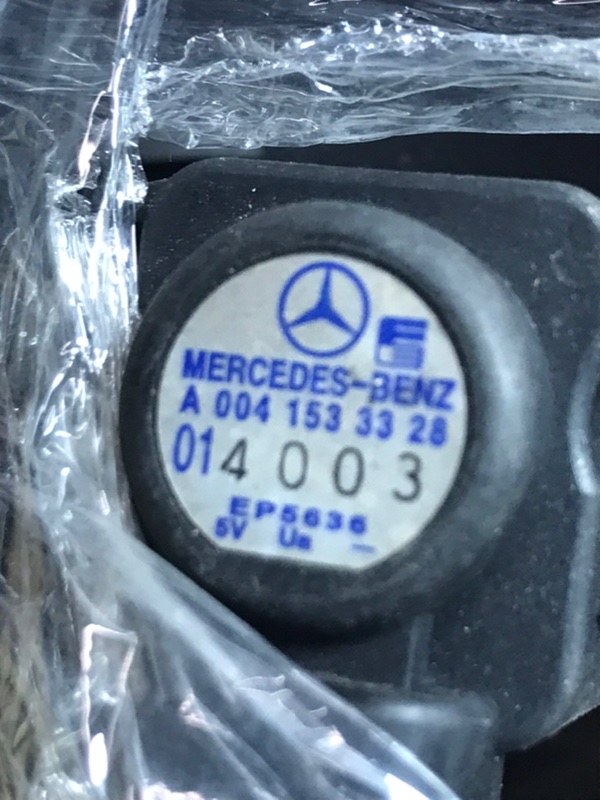 MERCEDES-BENZ
A 004 153 33 28
014003
EP5636
5V Ua -